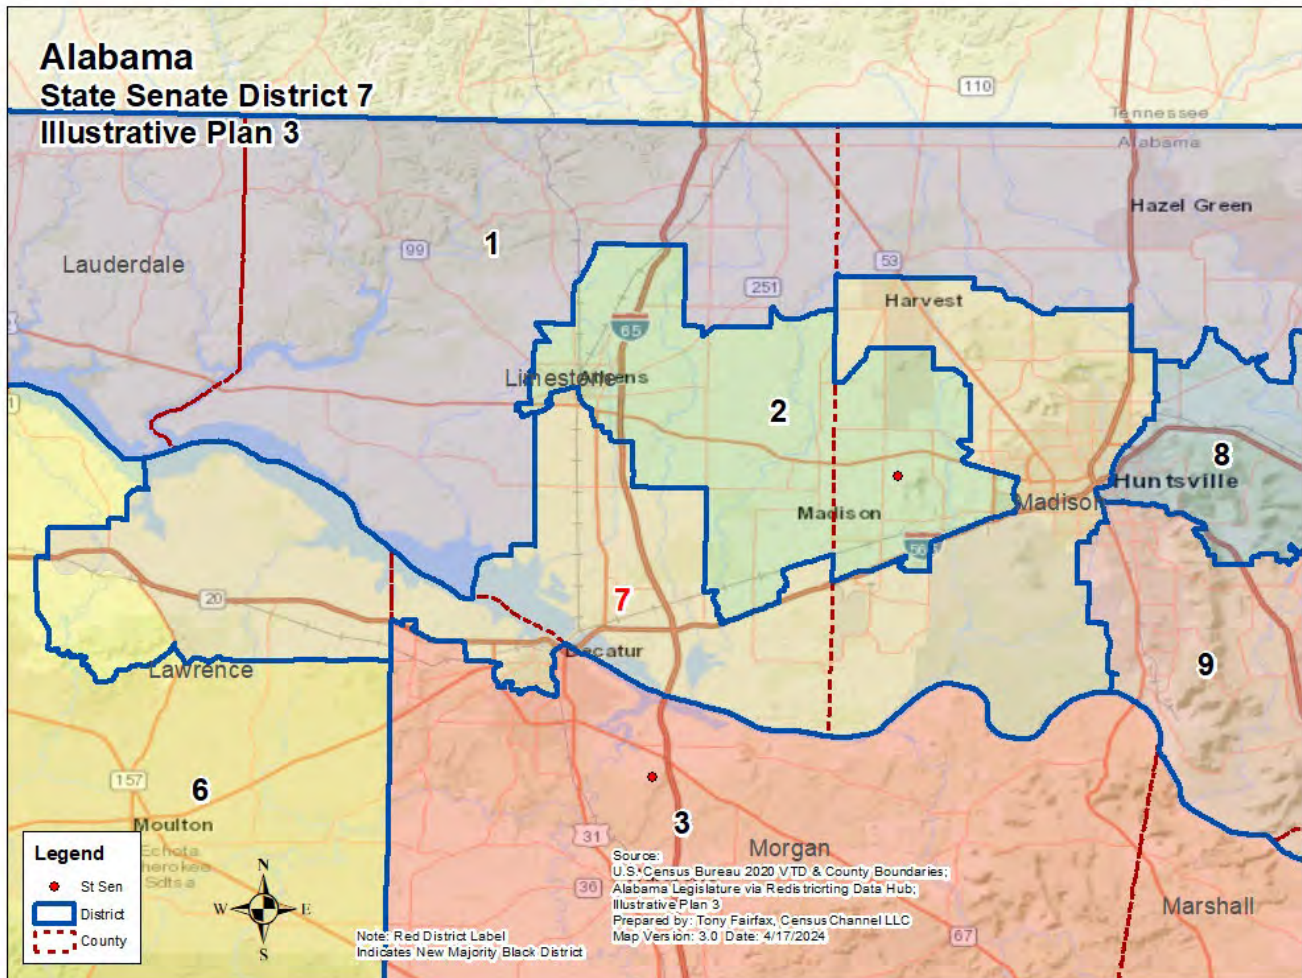 Alabama
State Senate District 7
Illustrative Plan 3
110
Tennessee
Alabama
Hazel Green
Lauderdale
1
99
53
251
Harvest
65
Limestone
Athens
2
8
Huntsville
Madison
Madison
7
20
Decatur
Lawrence
9
157
6
Moulton
3
31
Morgan
36
67
Marshall
Legend
St Sen
District
County
N
W
E
S
Note: Red District Label
Indicates New Majority Black District
Source:
U.S. Census Bureau 2020 VTD & County Boundaries;
Alabama Legislature via Redistricrting Data Hub;
Illustrative Plan 3
Prepared by: Tony Fairfax, Census Channel LLC
Map Version: 3.0 Date: 4/17/2024